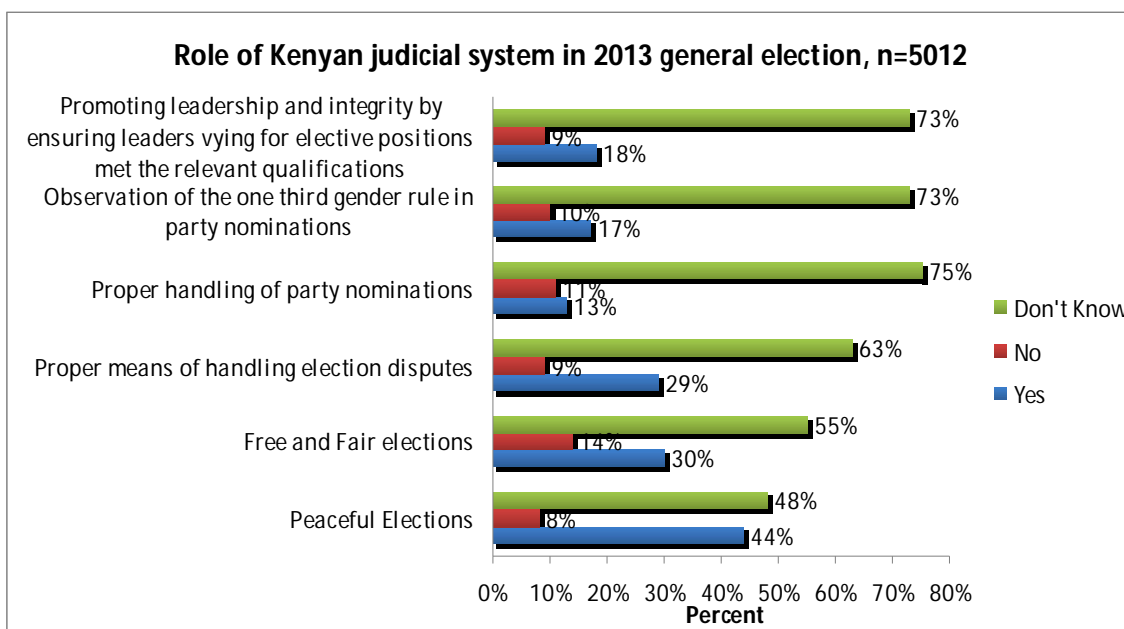 Role of Kenyan judicial system in 2013 general election, n=5012
Promoting leadership and integrity by
ensuring leaders vying for elective positions
met the relevant qualifications
73%
9%
18%
Observation of the one third gender rule in
party nominations
73%
10%
17%
Proper handling of party nominations
75%
11%
13%
Proper means of handling election disputes
63%
9%
29%
Free and Fair elections
55%
14%
30%
Peaceful Elections
48%
8%
44%
Don't Know
No
Yes
0% 10% 20% 30% 40% 50% 60% 70% 80%
Percent